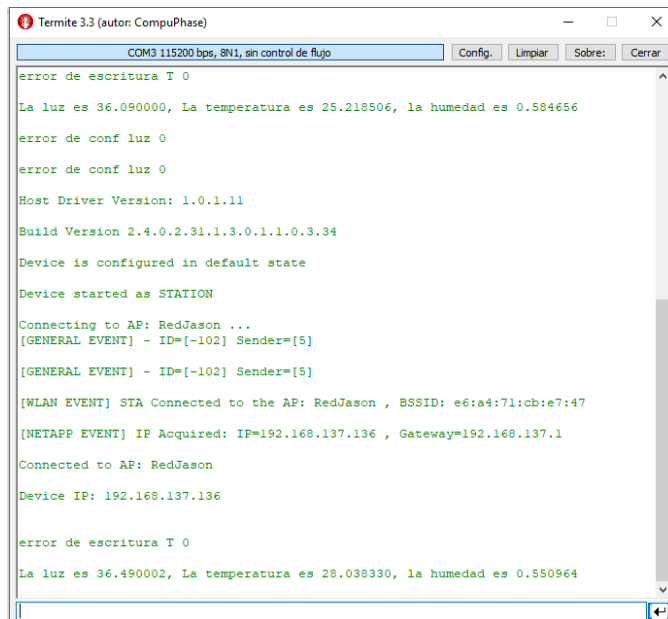 Termite 3.3 (autor: CompuPhase)
COM3 115200 bps, 8N1, sin control de flujo
Config.
Limpiar
Sobre:
Cerrar
error de escritura T 0
La luz es 36.090000, La temperatura es 25.218506, la humedad es 0.584656
error de conf luz 0
error de conf luz 0
Host Driver Version: 1.0.1.11
Build Version 2.4.0.2.31.1.3.0.1.1.0.3.34
Device is configured in default state
Device started as STATION
Connecting to AP: RedJason ...
[GENERAL EVENT] - ID=[-102] Sender=[5]
[GENERAL EVENT] - ID=[-102] Sender=[5]
[WLAN EVENT] STA Connected to the AP: RedJason , BSSID: e6:a4:71:cb:e7:47
[NETAPP EVENT] IP Acquired: IP=192.168.137.136 , Gateway=192.168.137.1
Connected to AP: RedJason
Device IP: 192.168.137.136
error de escritura T 0
La luz es 36.490002, La temperatura es 28.038330, la humedad es 0.550964